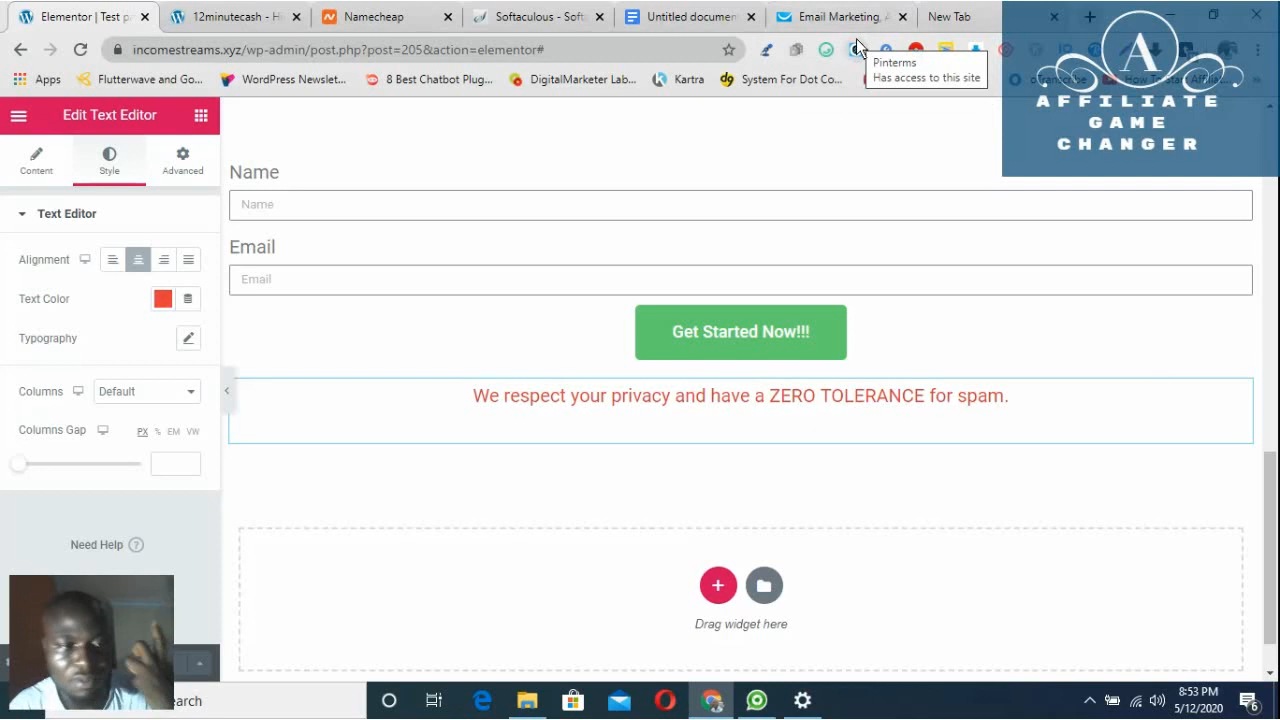 Elementor | Test p
12minutecash - H
Namecheap
Softaculous - Soft
Untitled documen
Email Marketing, A
New Tab
incomestreams.xyz/wp-admin/post.php?post=205&action=elementor#
Pinterms
Has access to this site
Apps
Flutterwave and Go...
WordPress Newslet...
8 Best Chatbot Plug...
DigitalMarketer Lab...
Kartra
System For Dot Co...
A
AFFILIATE
GAME
CHANGER
Edit Text Editor
Content
Style
Advanced
Text Editor
Alignment
Text Color
Typography
Columns
Default
Columns Gap
PX % EM VW
Need Help ?
Name
Name
Email
Email
Get Started Now!!!
We respect your privacy and have a ZERO TOLERANCE for spam.
Drag widget here
earch
8:53 PM
5/12/2020
6